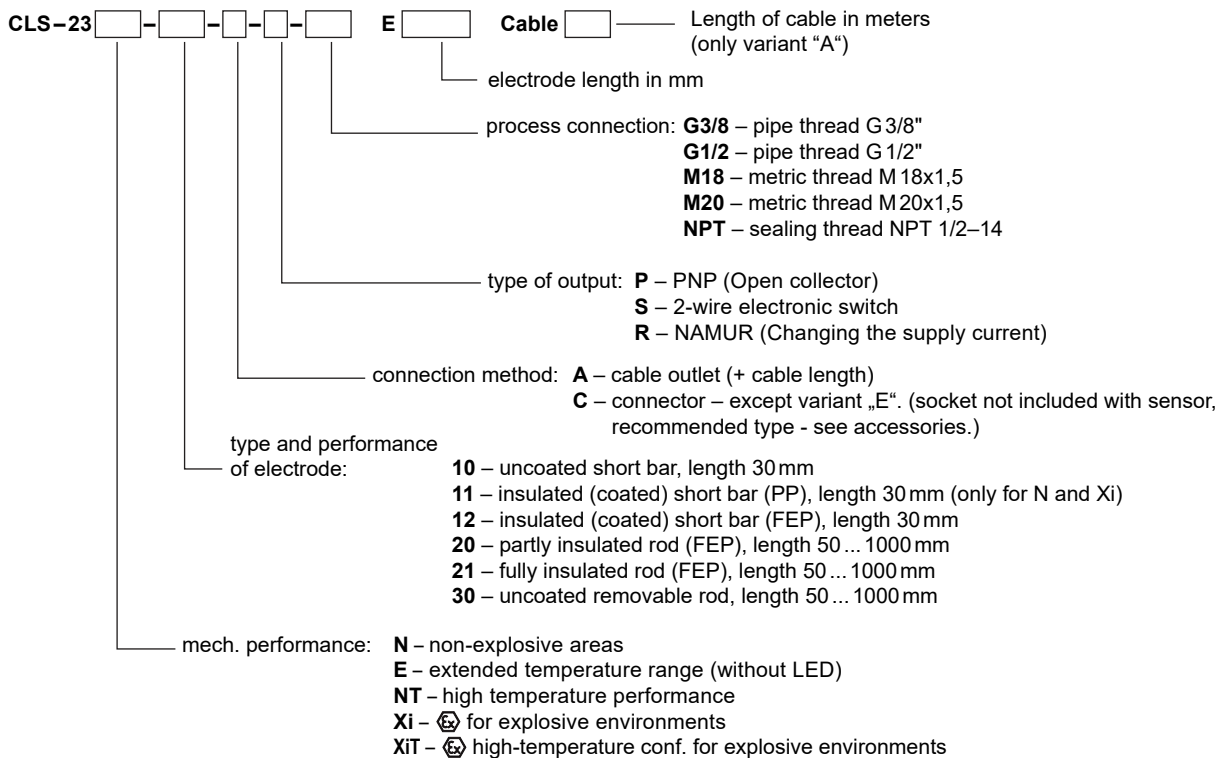 CLS–23 – – – – E Cable Length of cable in meters
(only variant “A“)
electrode length in mm
process connection: G3/8 – pipe thread G 3/8"
G1/2 – pipe thread G 1/2"
M18 – metric thread M 18x1,5
M20 – metric thread M 20x1,5
NPT – sealing thread NPT 1/2–14
type of output: P – PNP (Open collector)
S – 2-wire electronic switch
R – NAMUR (Changing the supply current)
connection method: A – cable outlet (+ cable length)
C – connector – except variant „E“. (socket not included with sensor,
recommended type - see accessories.)
type and performance
of electrode:
10 – uncoated short bar, length 30 mm
11 – insulated (coated) short bar (PP), length 30 mm (only for N and Xi)
12 – insulated (coated) short bar (FEP), length 30 mm
20 – partly insulated rod (FEP), length 50 ... 1000 mm
21 – fully insulated rod (FEP), length 50 ... 1000 mm
30 – uncoated removable rod, length 50 ... 1000 mm
mech. performance: N – non-explosive areas
E – extended temperature range (without LED)
NT – high temperature performance
Xi – Ex for explosive environments
XiT – Ex high-temperature conf. for explosive environments